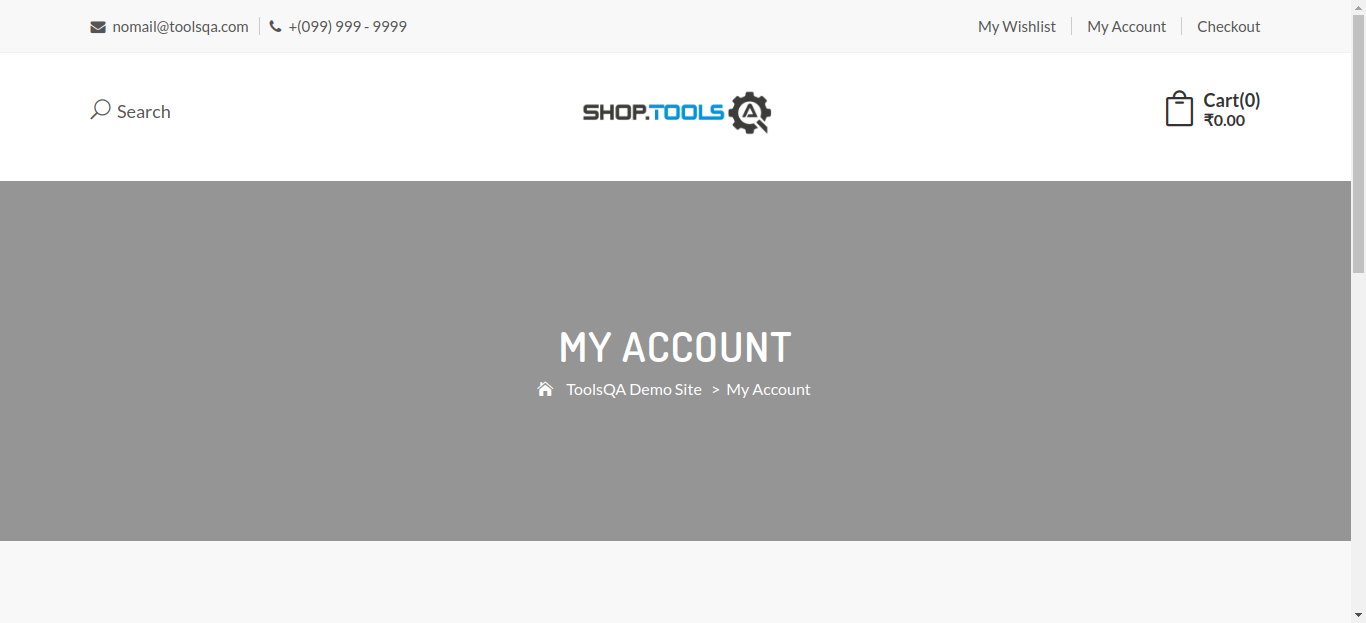 nomail@toolsqa.com +(099) 999 - 9999 My Wishlist My Account Checkout
Search SHOP.TOOLS Cart(0)
₹0.00
MY ACCOUNT
ToolsQA Demo Site > My Account